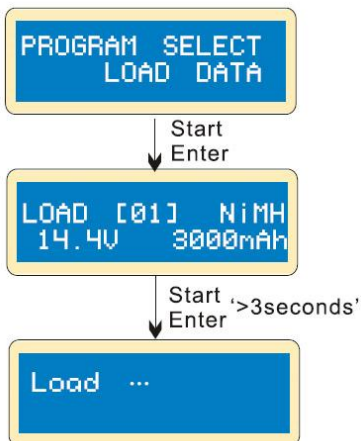 PROGRAM SELECT
LOAD DATA
Start
Enter
LOAD [01] NiMH
14.4V 3000mAh
Start
Enter '>3seconds'
Load ...